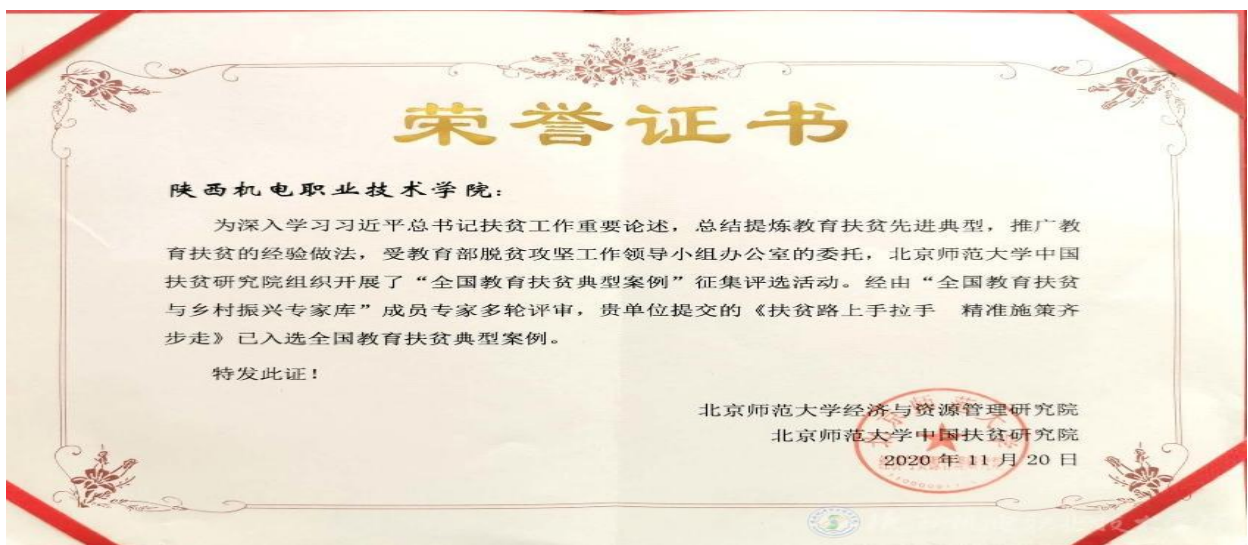 荣誉证书
陕西机电职业技术学院：
为深入学习习近平总书记扶贫工作重要论述，总结提炼教育扶贫先进典型，推广教
育扶贫的经验做法，受教育部脱贫攻坚工作领导小组办公室的委托，北京师范大学中国
扶贫研究院组织开展了“全国教育扶贫典型案例”征集评选活动。经由“全国教育扶贫
与乡村振兴专家库”成员专家多轮评审，贵单位提交的《扶贫路上手拉手 精准施策齐
步走》已入选全国教育扶贫典型案例。
特发此证！
北京师范大学经济与资源管理研究院
北京师范大学中国扶贫研究院
2020 年 11 月 20 日